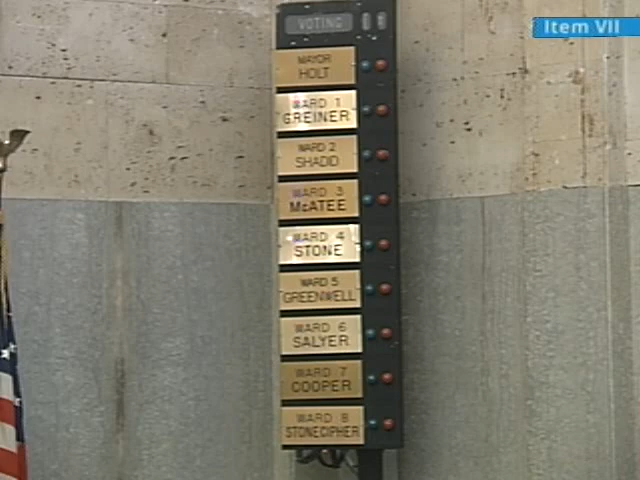 Item VII
VOTING
MAYOR
HOLT
WARD 1
GREINER
WARD 2
SHADID
WARD 3
McATEE
WARD 4
STONE
WARD 5
GREENWELL
WARD 6
SALYER
WARD 7
COOPER
WARD 8
STONECIPHER